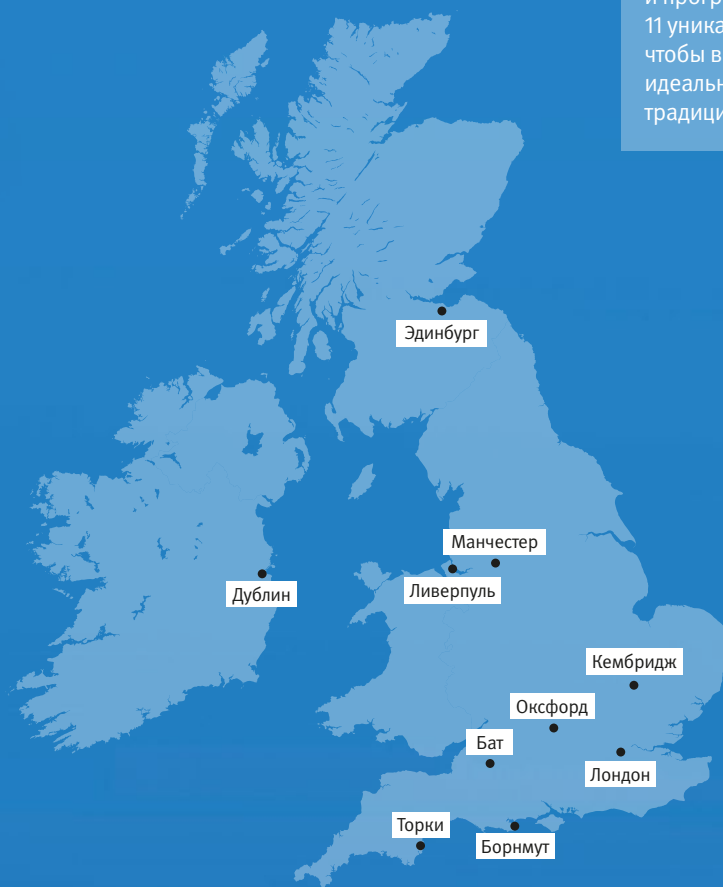 11 уника
чтобы в
идеальн
традици
Эдинбург
Манчестер
Ливерпуль
Дублин
Кембридж
Оксфорд
Бат
Лондон
Торки
Борнмут